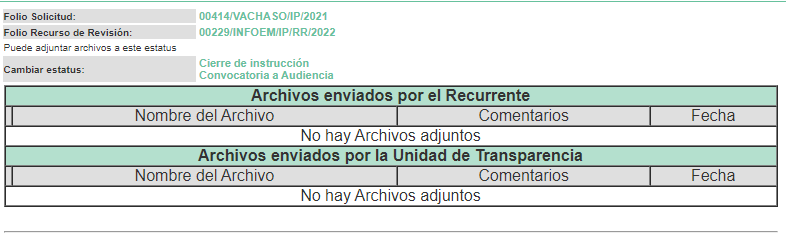 Folio Solicitud: 00414/VACHASO/IP/2021
Folio Recurso de Revisión: 00229/INFOEM/IP/RR/2022
Puede adjuntar archivos a este estatus
Cambiar estatus: Cierre de instrucción
Convocatoria a Audiencia
Archivos enviados por el Recurrente
Nombre del Archivo Comentarios Fecha
No hay Archivos adjuntos
Archivos enviados por la Unidad de Transparencia
Nombre del Archivo Comentarios Fecha
No hay Archivos adjuntos